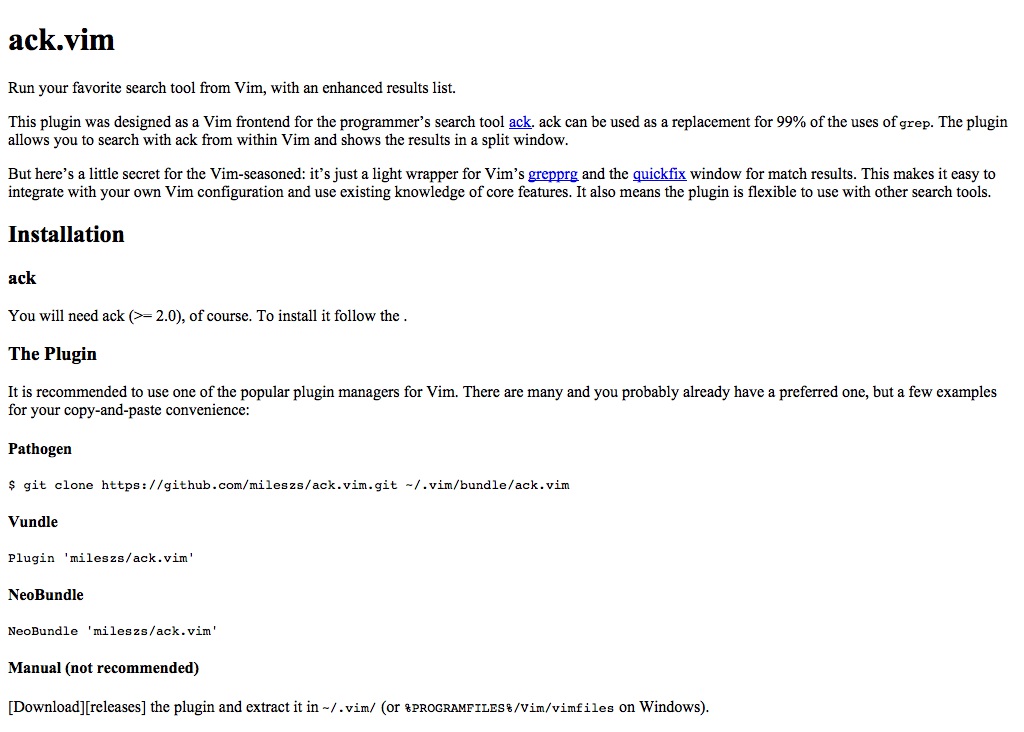 ack.vim
Run your favorite search tool from Vim, with an enhanced results list.
This plugin was designed as a Vim frontend for the programmer’s search tool ack. ack can be used as a replacement for 99% of the uses of grep. The plugin
allows you to search with ack from within Vim and shows the results in a split window.
But here’s a little secret for the Vim-seasoned: it’s just a light wrapper for Vim’s grepprg and the quickfix window for match results. This makes it easy to
integrate with your own Vim configuration and use existing knowledge of core features. It also means the plugin is flexible to use with other search tools.
Installation
ack
You will need ack (>= 2.0), of course. To install it follow the .
The Plugin
It is recommended to use one of the popular plugin managers for Vim. There are many and you probably already have a preferred one, but a few examples
for your copy-and-paste convenience:
Pathogen
$ git clone https://github.com/mileszs/ack.vim.git ~/.vim/bundle/ack.vim
Vundle
Plugin 'mileszs/ack.vim'
NeoBundle
NeoBundle 'mileszs/ack.vim'
Manual (not recommended)
[Download][releases] the plugin and extract it in ~/.vim/ (or %PROGRAMFILES%/Vim/vimfiles on Windows).